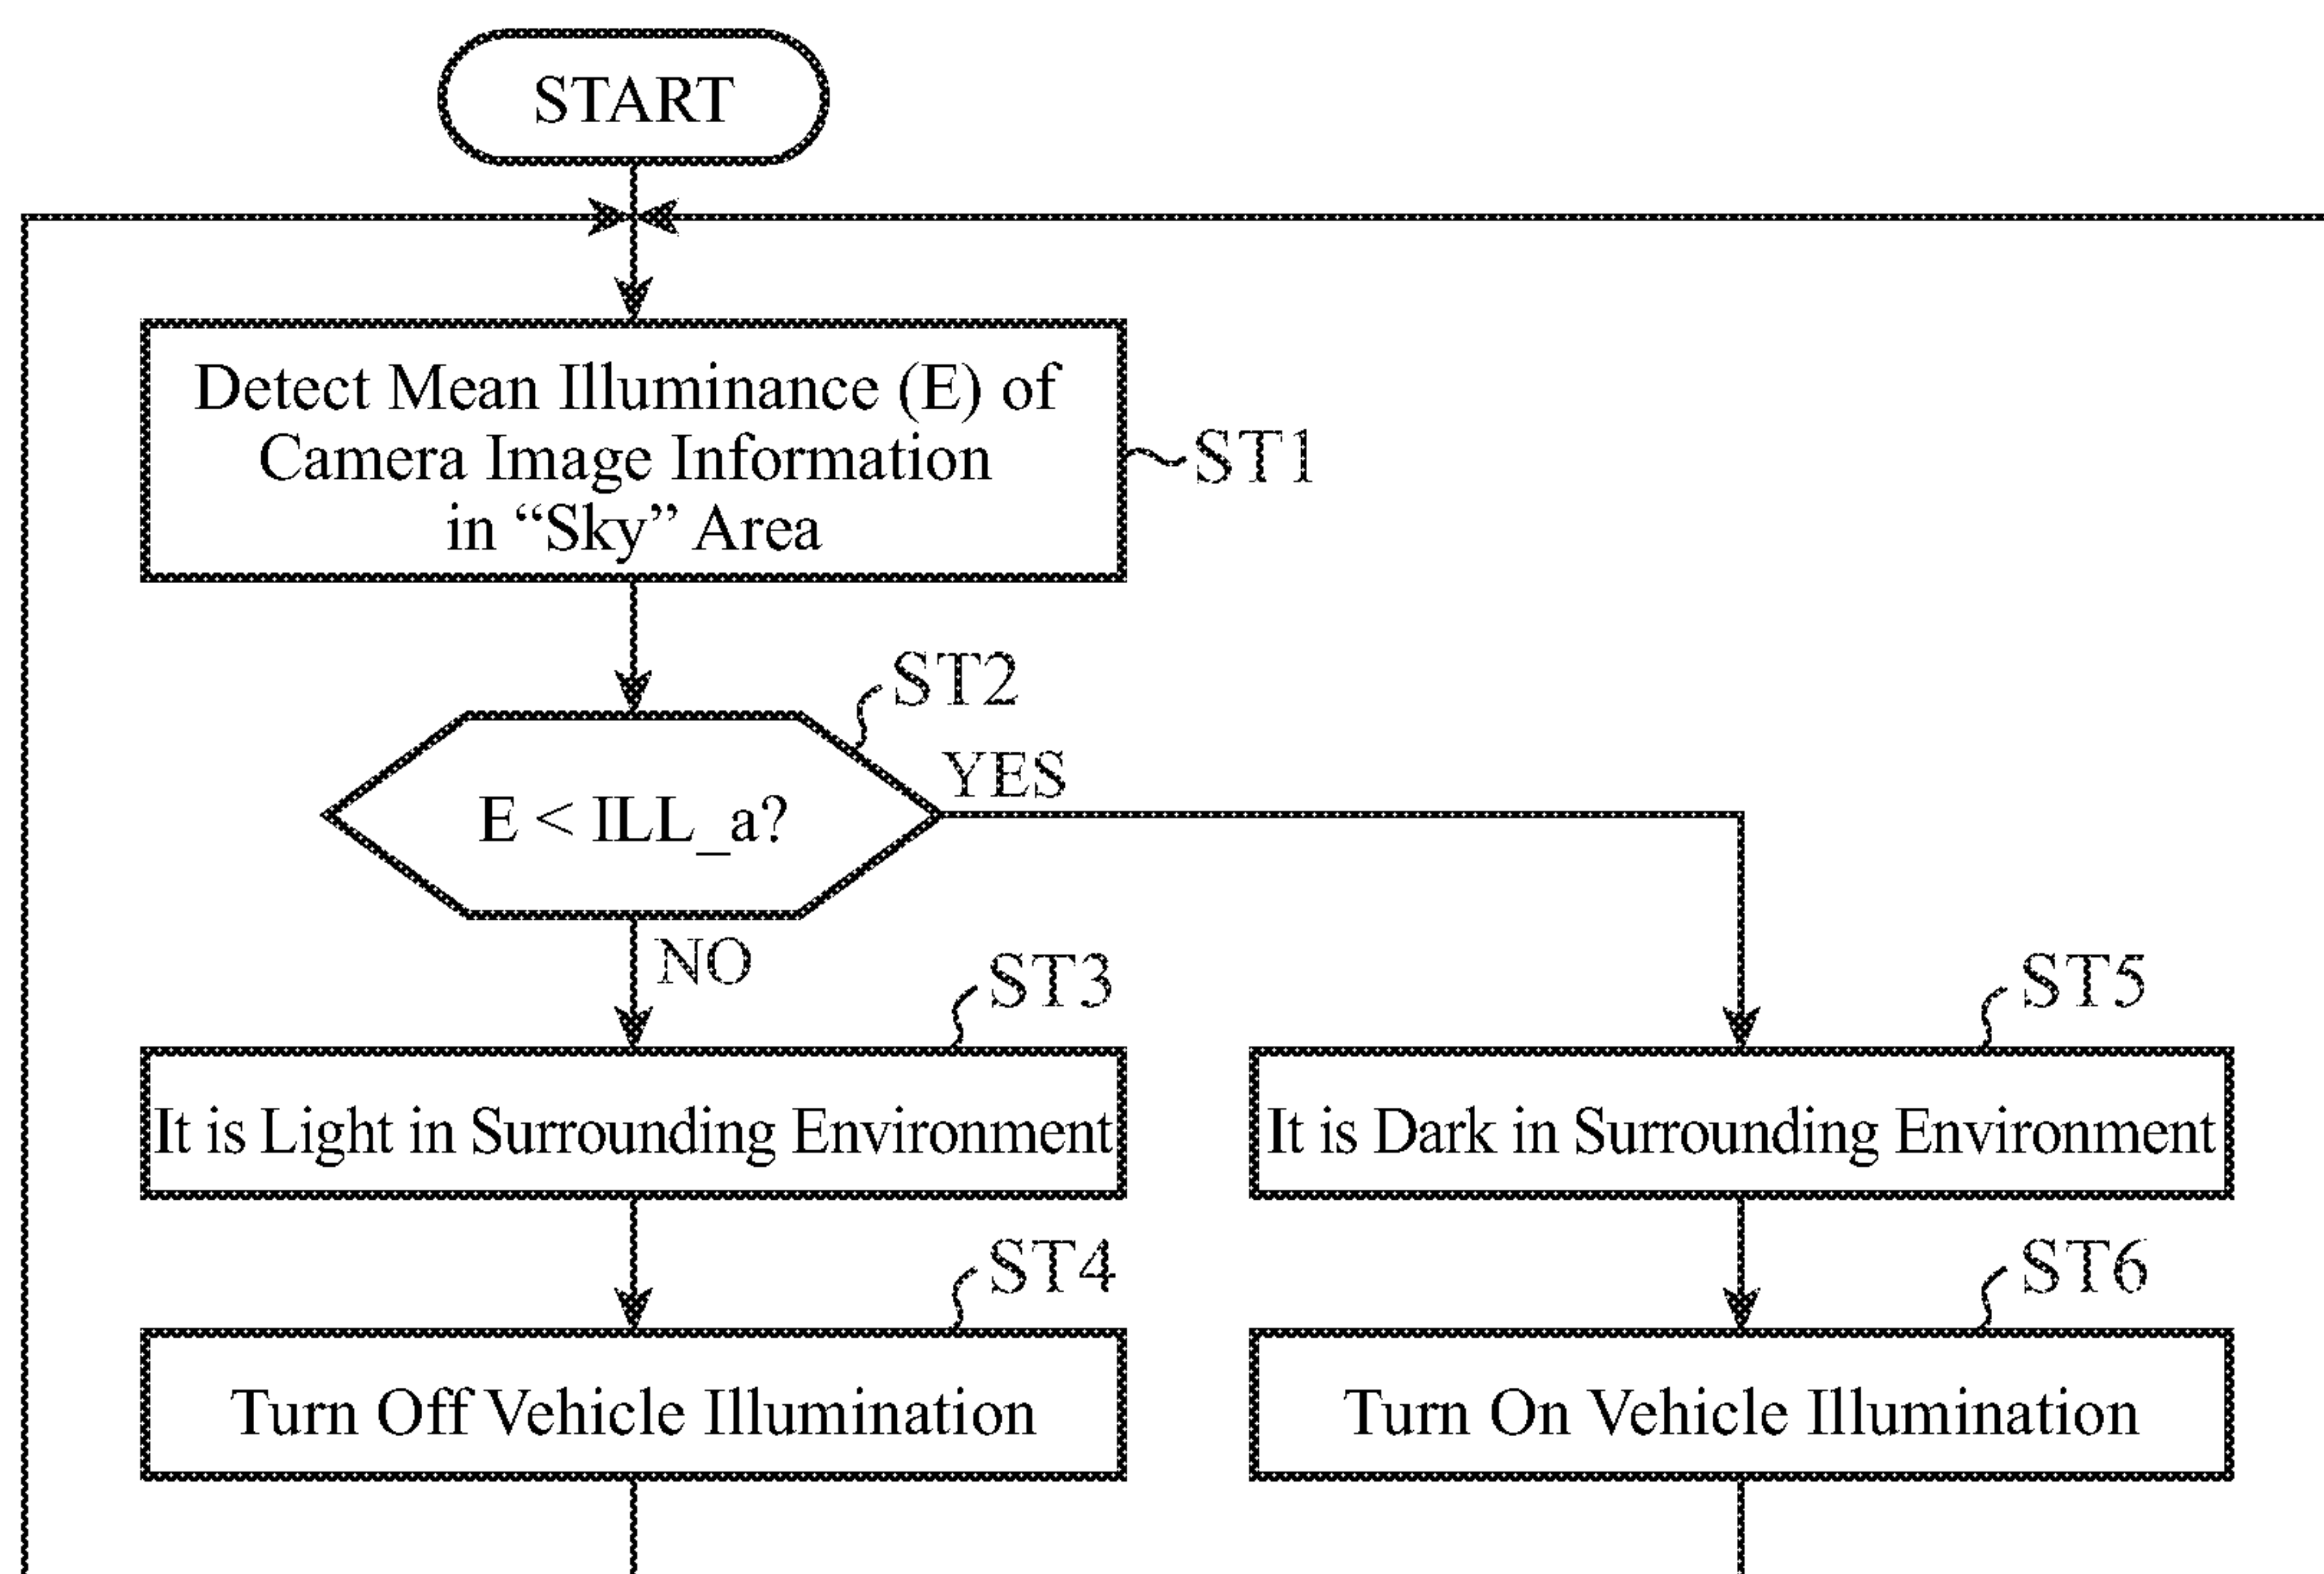 START
Detect Mean Illuminance (E) of
Camera Image Information
in “Sky” Area
ST1
ST2
E < ILL_a?
YES
NO
ST3
It is Light in Surrounding Environment
ST5
It is Dark in Surrounding Environment
ST4
Turn Off Vehicle Illumination
ST6
Turn On Vehicle Illumination